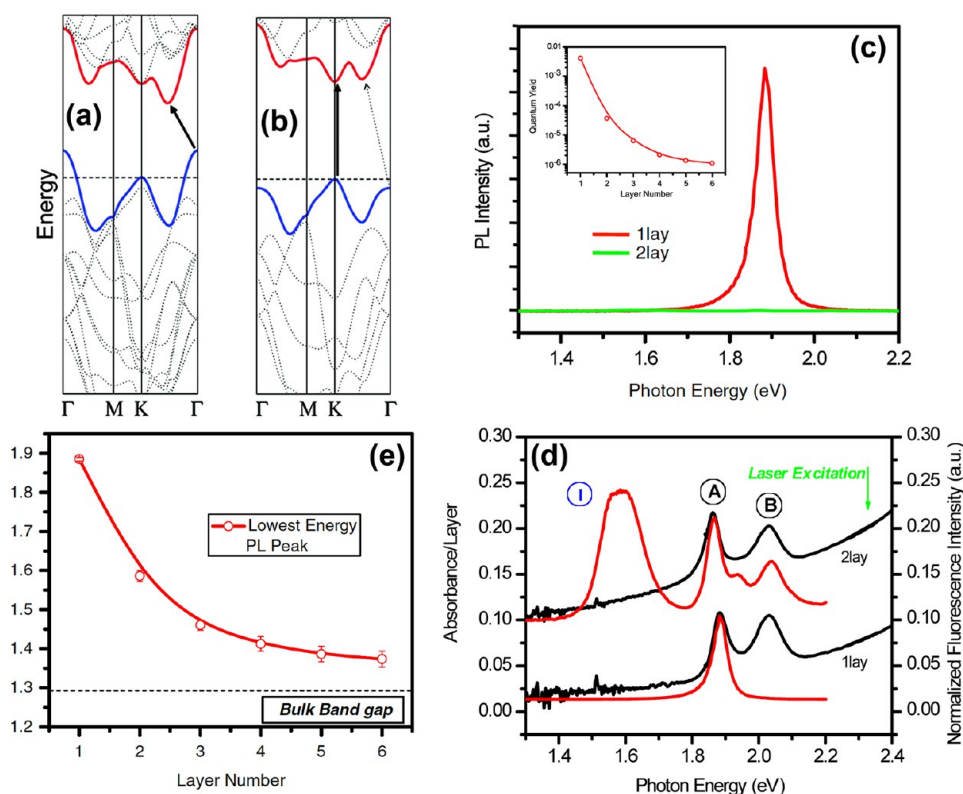 (a)
(b)
Energy
Γ M K Γ
Γ M K Γ
(c)
PL Intensity (a.u.)
Quantum Yield
0.01
10⁻³
10⁻⁴
10⁻⁵
10⁻⁶
1 2 3 4 5 6
Layer Number
1lay
2lay
1.4 1.6 1.8 2.0 2.2
Photon Energy (eV)
(e)
1.9
1.8
1.7
1.6
1.5
1.4
1.3
1.2
Lowest Energy
PL Peak
Bulk Band gap
1 2 3 4 5 6
Layer Number
(d)
Absorbance/Layer
0.30
0.25
0.20
0.15
0.10
0.05
0.00
I
A
B
Laser Excitation
2lay
1lay
0.30
0.25
0.20
0.15
0.10
0.05
0.00
Normalized Fluorescence Intensity (a.u.)
1.4 1.6 1.8 2.0 2.2 2.4
Photon Energy (eV)